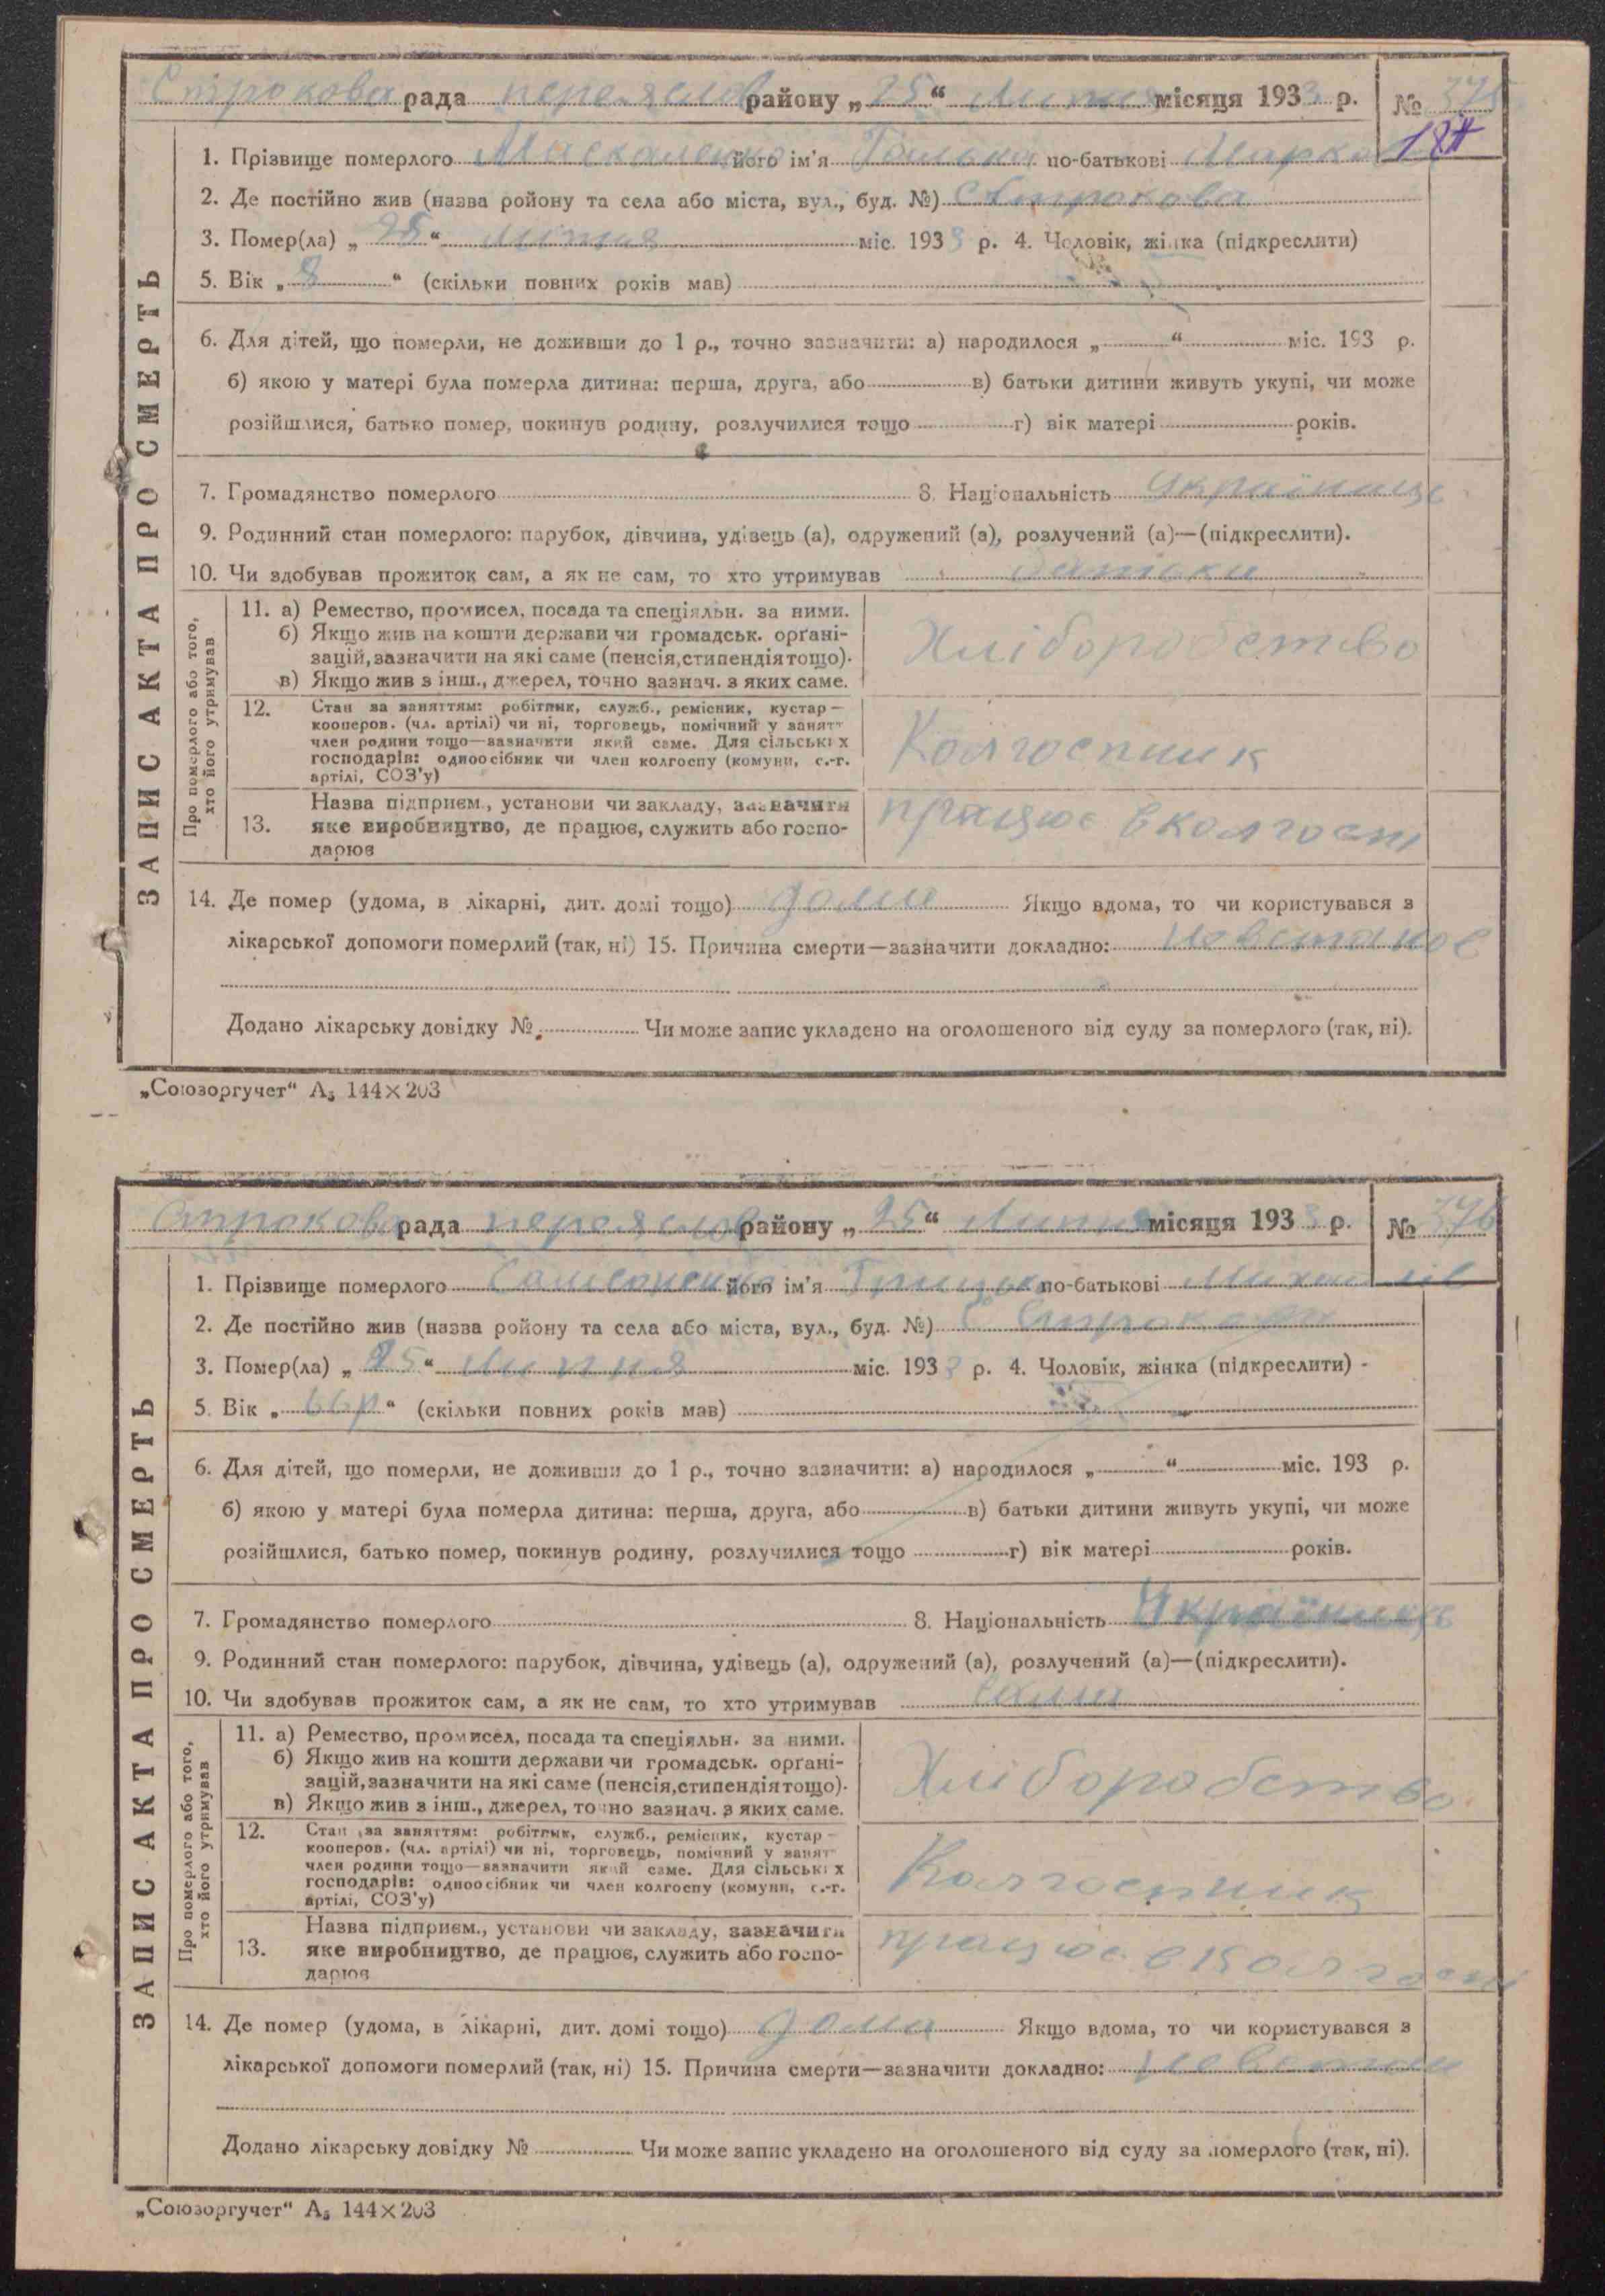 Строкова рада переяслов району „ 25 “ Липня місяця 1933 р. № 375
187
ЗАПИС АКТА ПРО СМЕРТЬ
1. Прізвище померлого Маскаленко його ім'я по-батькові Марков
2. Де постійно жив (назва ройону та села або міста, вул., буд. №) С Строкова
3. Помер(ла) „ 25 “ Липня міс. 1933 р. 4. Чоловік, жінка (підкреслити)
5. Вік „ 8 “ (скільки повних років мав)
6. Для дітей, що померли, не доживши до 1 р., точно зазначити: а) народилося „ “ міс. 193 р.
б) якою у матері була померла дитина: перша, друга, або в) батьки дитини живуть укупі, чи може
розійшлися, батько помер, покинув родину, розлучилися тощо г) вік матері років.
7. Громадянство померлого 8. Національність Українець
9. Родинний стан померлого: парубок, дівчина, удівець (а), одружений (а), розлучений (а)—(підкреслити).
10. Чи здобував прожиток сам, а як не сам, то хто утримував батьки
Про померлого або того, хто його утримував
11. а) Ремество, промисел, посада та спеціяльн. за ними.
б) Якщо жив на кошти держави чи громадськ. орґані-
зацій, зазначити на які саме (пенсія, стипендія тощо).
в) Якщо жив з інш., джерел, точно зазнач. з яких саме.
Хліборобство
12. Стан за заняттям: робітник, служб., ремісник, кустар—
кооперов. (чл. артілі) чи ні, торговець, помічний у занятт
член родини тощо—зазначити який саме. Для сільських
господарів: одноосібник чи член колгоспу (комуни, с.-г.
артілі, СОЗ'у)
Колгоспник
13. Назва підприєм., установи чи закладу, зазначити
яке виробництво, де працює, служить або госпо-
дарює
працює в колгоспі
14. Де помер (удома, в лікарні, дит. домі тощо) дома Якщо вдома, то чи користувався з
лікарської допомоги померлий (так, ні) 15. Причина смерти—зазначити докладно:
Додано лікарську довідку № Чи може запис укладено на оголошеного від суду за померлого (так, ні).
„Союзоргучет“ А₅ 144×203
Строкова рада переяслов району „ 25 “ Липня місяця 1933 р. № 376
ЗАПИС АКТА ПРО СМЕРТЬ
1. Прізвище померлого його ім'я Грицько по-батькові Михайлів
2. Де постійно жив (назва ройону та села або міста, вул., буд. №) С Строкова
3. Помер(ла) „ 25 “ Липня міс. 1933 р. 4. Чоловік, жінка (підкреслити)
5. Вік „ 66р “ (скільки повних років мав)
6. Для дітей, що померли, не доживши до 1 р., точно зазначити: а) народилося „ “ міс. 193 р.
б) якою у матері була померла дитина: перша, друга, або в) батьки дитини живуть укупі, чи може
розійшлися, батько помер, покинув родину, розлучилися тощо г) вік матері років.
7. Громадянство померлого 8. Національність Українець
9. Родинний стан померлого: парубок, дівчина, удівець (а), одружений (а), розлучений (а)—(підкреслити).
10. Чи здобував прожиток сам, а як не сам, то хто утримував
Про померлого або того, хто його утримував
11. а) Ремество, промисел, посада та спеціяльн. за ними.
б) Якщо жив на кошти держави чи громадськ. орґані-
зацій, зазначити на які саме (пенсія, стипендія тощо).
в) Якщо жив з інш., джерел, точно зазнач. з яких саме.
Хліборобство
12. Стан за заняттям: робітник, служб., ремісник, кустар—
кооперов. (чл. артілі) чи ні, торговець, помічний у занят
член родини тощо—зазначити який саме. Для сільських
господарів: одноосібник чи член колгоспу (комуни, с.-г.
артілі, СОЗ'у)
Колгоспник
13. Назва підприєм., установи чи закладу, зазначити
яке виробництво, де працює, служить або госпо-
дарює
працює в колгоспі
14. Де помер (удома, в лікарні, дит. домі тощо) дома Якщо вдома, то чи користувався з
лікарської допомоги померлий (так, ні) 15. Причина смерти—зазначити докладно:
Додано лікарську довідку № Чи може запис укладено на оголошеного від суду за померлого (так, ні).
„Союзоргучет“ А₅ 144×203